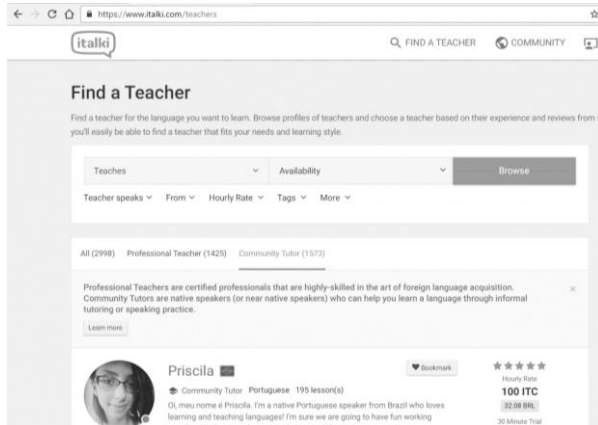 https://www.italki.com/teachers
italki
FIND A TEACHER
COMMUNITY
Find a Teacher
Find a teacher for the language you want to learn. Browse profiles of teachers and choose a teacher based on their experience and reviews from
you'll easily be able to find a teacher that fits your needs and learning style.
Teaches
Availability
Browse
Teacher speaks
From
Hourly Rate
Tags
More
All (2998)
Professional Teacher (1425)
Community Tutor (1573)
Professional Teachers are certified professionals that are highly-skilled in the art of foreign language acquisition.
Community Tutors are native speakers (or near native speakers) who can help you learn a language through informal
tutoring or speaking practice.
Learn more
Priscila
Bookmark
Community Tutor Portuguese 195 lesson(s)
Oi, meu nome é Priscila. I'm a native Portuguese speaker from Brazil who loves
learning and teaching languages! I'm sure we are going to have fun working
Hourly Rate
100 ITC
32.08 BRL
30 Minute Trial